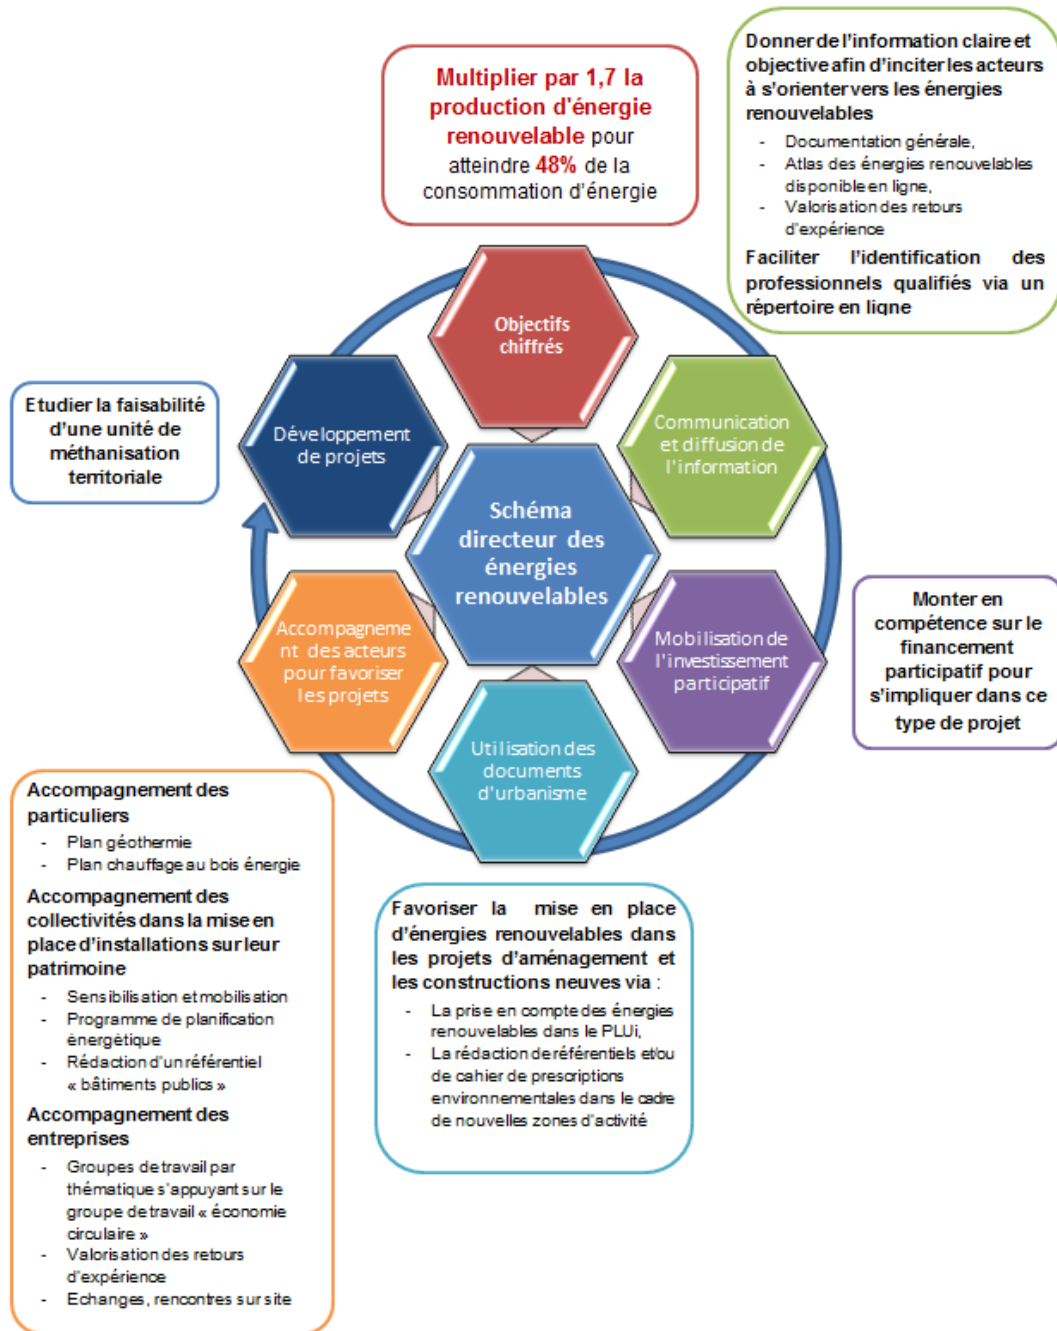 Multiplier par 1,7 la
production d'énergie
renouvelable pour
atteindre 48% de la
consommation d'énergie
Donner de l'information claire et
objective afin d'inciter les acteurs
à s'orienter vers les énergies
renouvelables
- Documentation générale,
- Atlas des énergies renouvelables
disponible en ligne,
- Valorisation des retours
d'expérience
Faciliter l'identification des
professionnels qualifiés via un
répertoire en ligne
Objectifs
chiffrés
Etudier la faisabilité
d'une unité de
méthanisation
territoriale
Développement
de projets
Communication
et diffusion de
l'information
Schéma
directeur des
énergies
renouvelables
Accompagneme
nt des acteurs
pour favoriser
les projets
Mobilisation de
l'investissement
participatif
Monter en
compétence sur le
financement
participatif pour
s'impliquer dans ce
type de projet
Utilisation des
documents
d'urbanisme
Accompagnement des
particuliers
- Plan géothermie
- Plan chauffage au bois énergie
Accompagnement des
collectivités dans la mise en
place d'installations sur leur
patrimoine
- Sensibilisation et mobilisation
- Programme de planification
énergétique
- Rédaction d'un référentiel
« bâtiments publics »
Accompagnement des
entreprises
- Groupes de travail par
thématique s'appuyant sur le
groupe de travail « économie
circulaire »
- Valorisation des retours
d'expérience
- Echanges, rencontres sur site
Favoriser la mise en place
d'énergies renouvelables dans
les projets d'aménagement et
les constructions neuves via :
- La prise en compte des énergies
renouvelables dans le PLUi,
- La rédaction de référentiels et/ou
de cahier de prescriptions
environnementales dans le cadre
de nouvelles zones d'activité